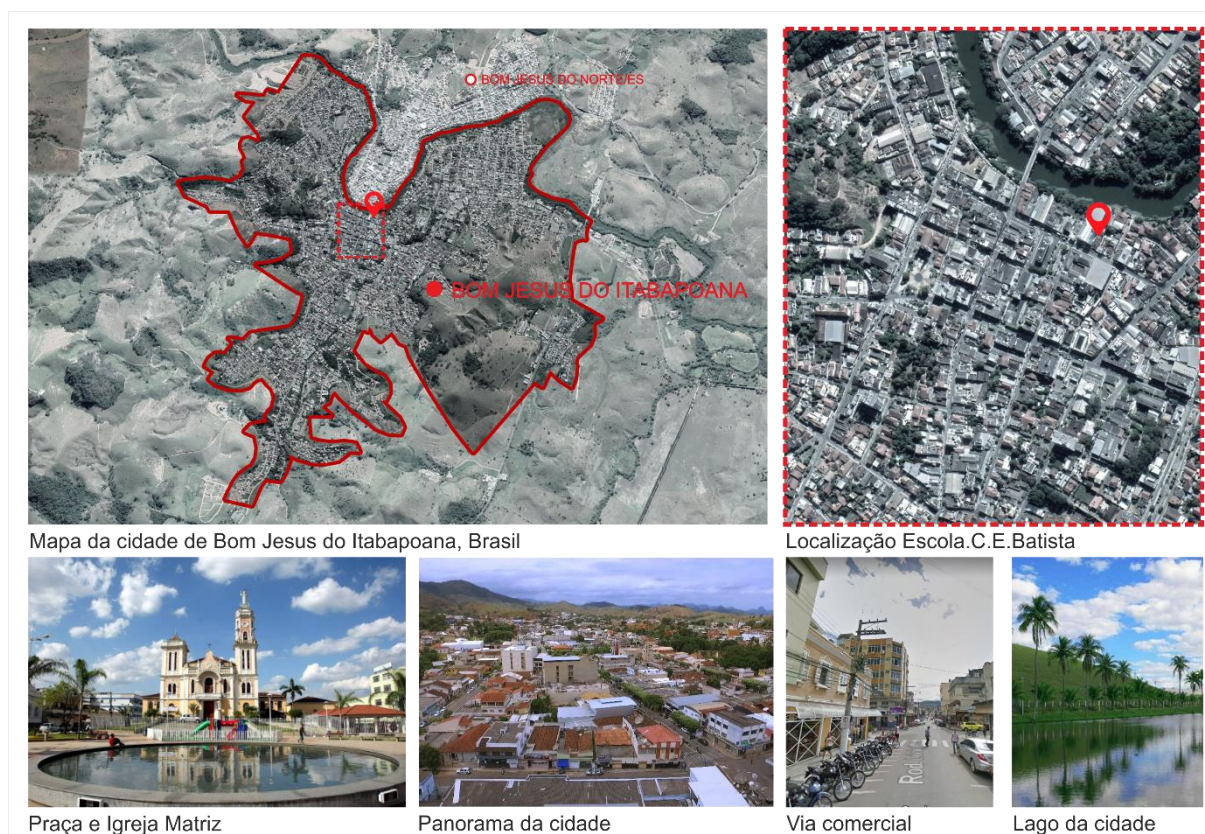 BOM JESUS DO NORTE/ES
BOM JESUS DO ITABAPOANA
Mapa da cidade de Bom Jesus do Itabapoana, Brasil
Localização Escola.C.E.Batista
Praça e Igreja Matriz
Panorama da cidade
Via comercial
Lago da cidade